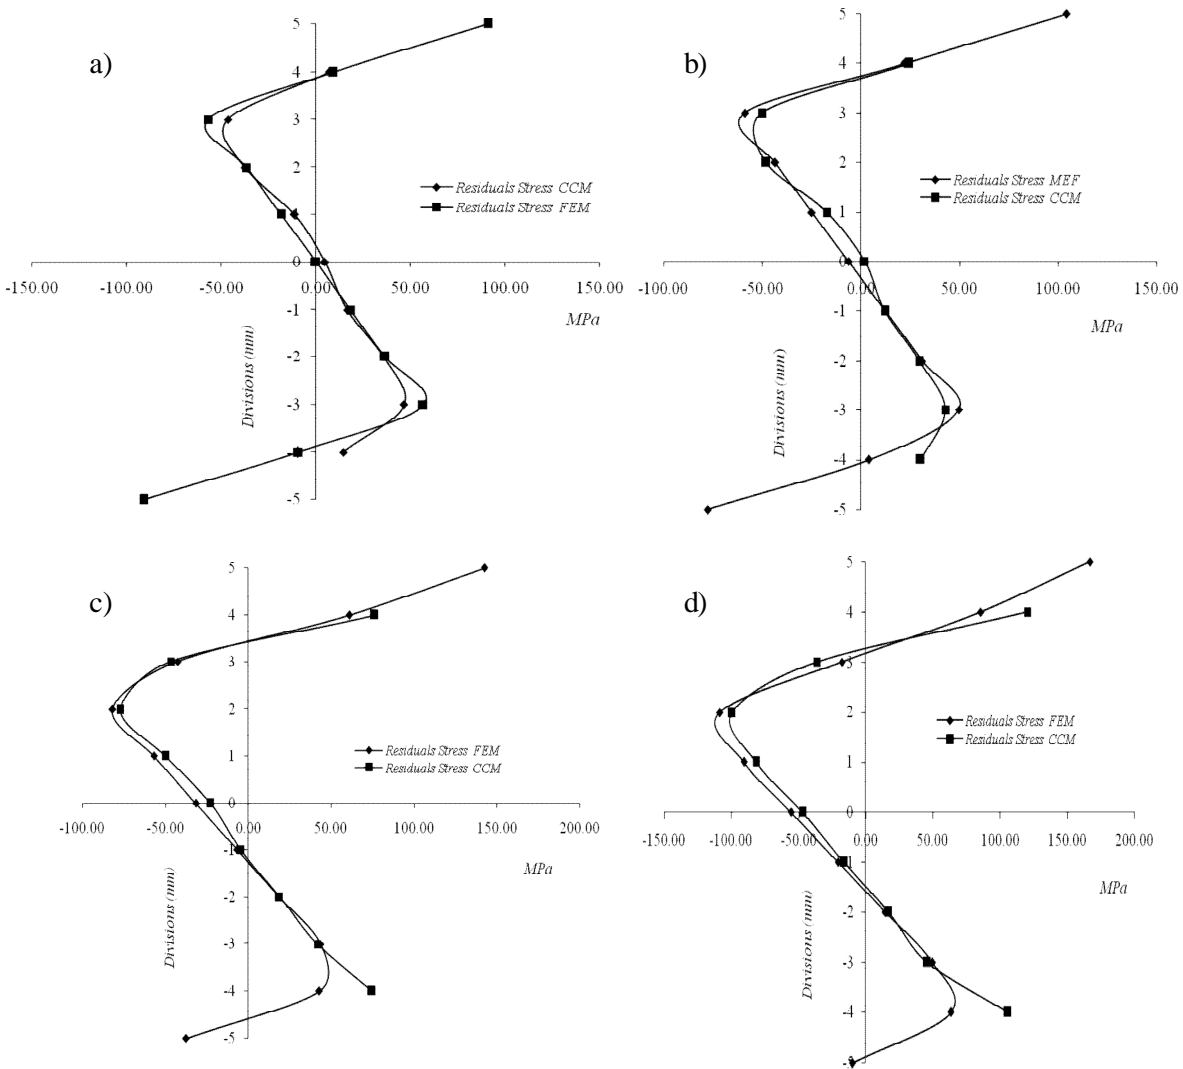 a)
5
4
3
2
1
0
-1
-2
-3
-4
-5
-150.00 -100.00 -50.00 0.00 50.00 100.00 150.00
MPa
Divisions (mm)
Residuals Stress CCM
Residuals Stress FEM
b)
5
4
3
2
1
0
-1
-2
-3
-4
-5
-100.00 -50.00 0.00 50.00 100.00 150.00
MPa
Divisions (mm)
Residuals Stress MEF
Residuals Stress CCM
c)
5
4
3
2
1
0
-1
-2
-3
-4
-5
-100.00 -50.00 0.00 50.00 100.00 150.00 200.00
MPa
Divisions (mm)
Residuals Stress FEM
Residuals Stress CCM
d)
5
4
3
2
1
0
-1
-2
-3
-4
-5
-150.00 -100.00 -50.00 0.00 50.00 100.00 150.00 200.00
MPa
Divisions (mm)
Residuals Stress FEM
Residuals Stress CCM